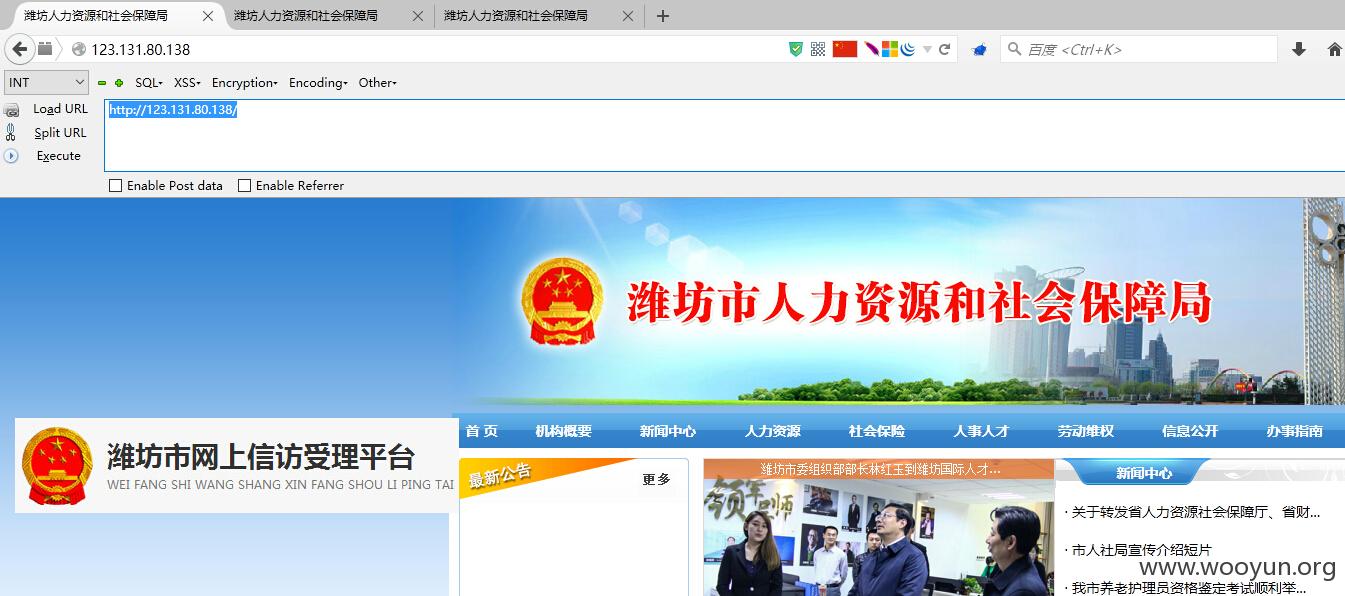 潍坊人力资源和社会保障局 潍坊人力资源和社会保障局 潍坊人力资源和社会保障局
123.131.80.138 百度 <Ctrl+K>
INT SQL XSS Encryption Encoding Other
Load URL http://123.131.80.138/
Split URL
Execute
Enable Post data Enable Referrer
潍坊市人力资源和社会保障局
首 页 机构概要 新闻中心 人力资源 社会保险 人事人才 劳动维权 信息公开 办事指南
潍坊市网上信访受理平台
WEI FANG SHI WANG SHANG XIN FANG SHOU LI PING TAI
最新公告 更多
潍坊市委组织部部长林红玉到潍坊国际人才...
新闻中心
· 关于转发省人力资源社会保障厅、省财...
· 市人社局宣传介绍短片
· 我市养老护理员资格鉴定考试顺利举...
www.wooyun.org